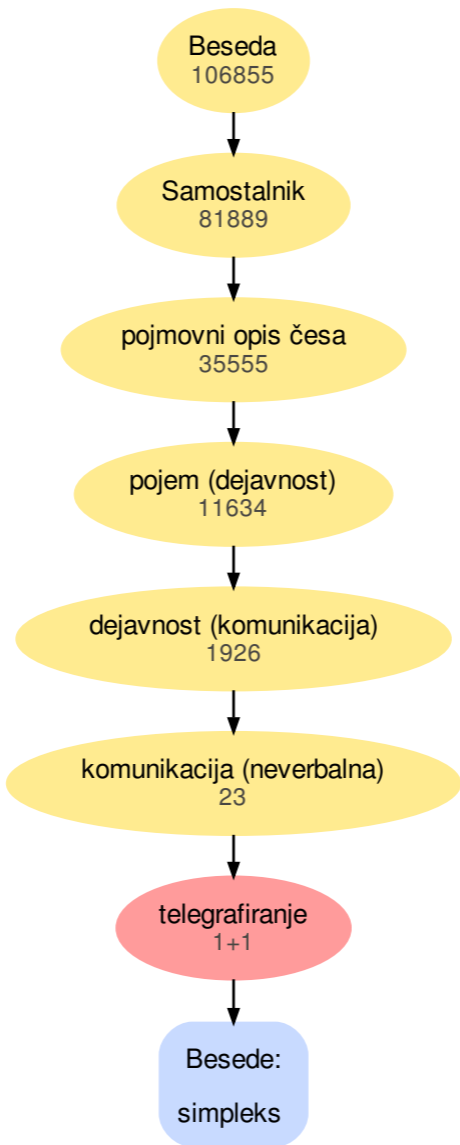 Beseda
106855
Samostalnik
81889
pojmovni opis česa
35555
pojem (dejavnost)
11634
dejavnost (komunikacija)
1926
komunikacija (neverbalna)
23
telegrafiranje
1+1
Besede:
simpleks